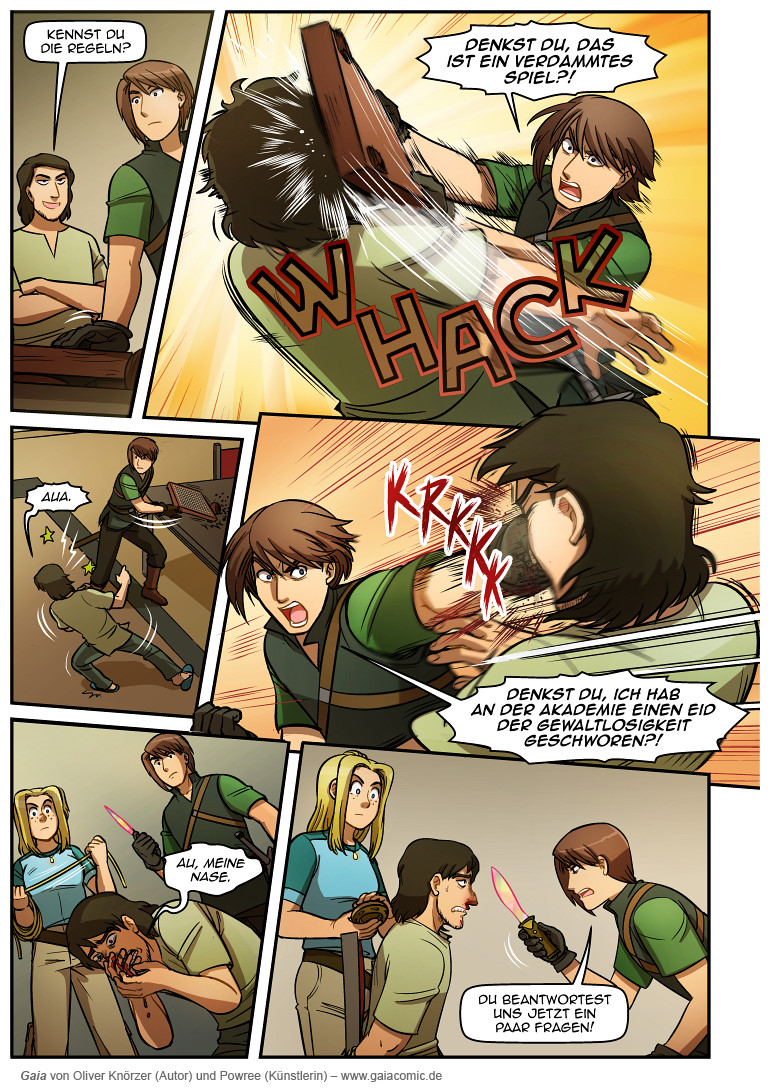 KENNST DU
DIE REGELN?
DENKST DU, DAS
IST EIN VERDAMMTES
SPIEL?!
WHACK
AUA.
KRKKK
DENKST DU, ICH HAB
AN DER AKADEMIE EINEN EID
DER GEWALTLOSIGKEIT
GESCHWOREN?!
AU, MEINE
NASE.
DU BEANTWORTEST
UNS JETZT EIN
PAAR FRAGEN!
Gaia von Oliver Knörzer (Autor) und Powree (Künstlerin) – www.gaiacomic.de